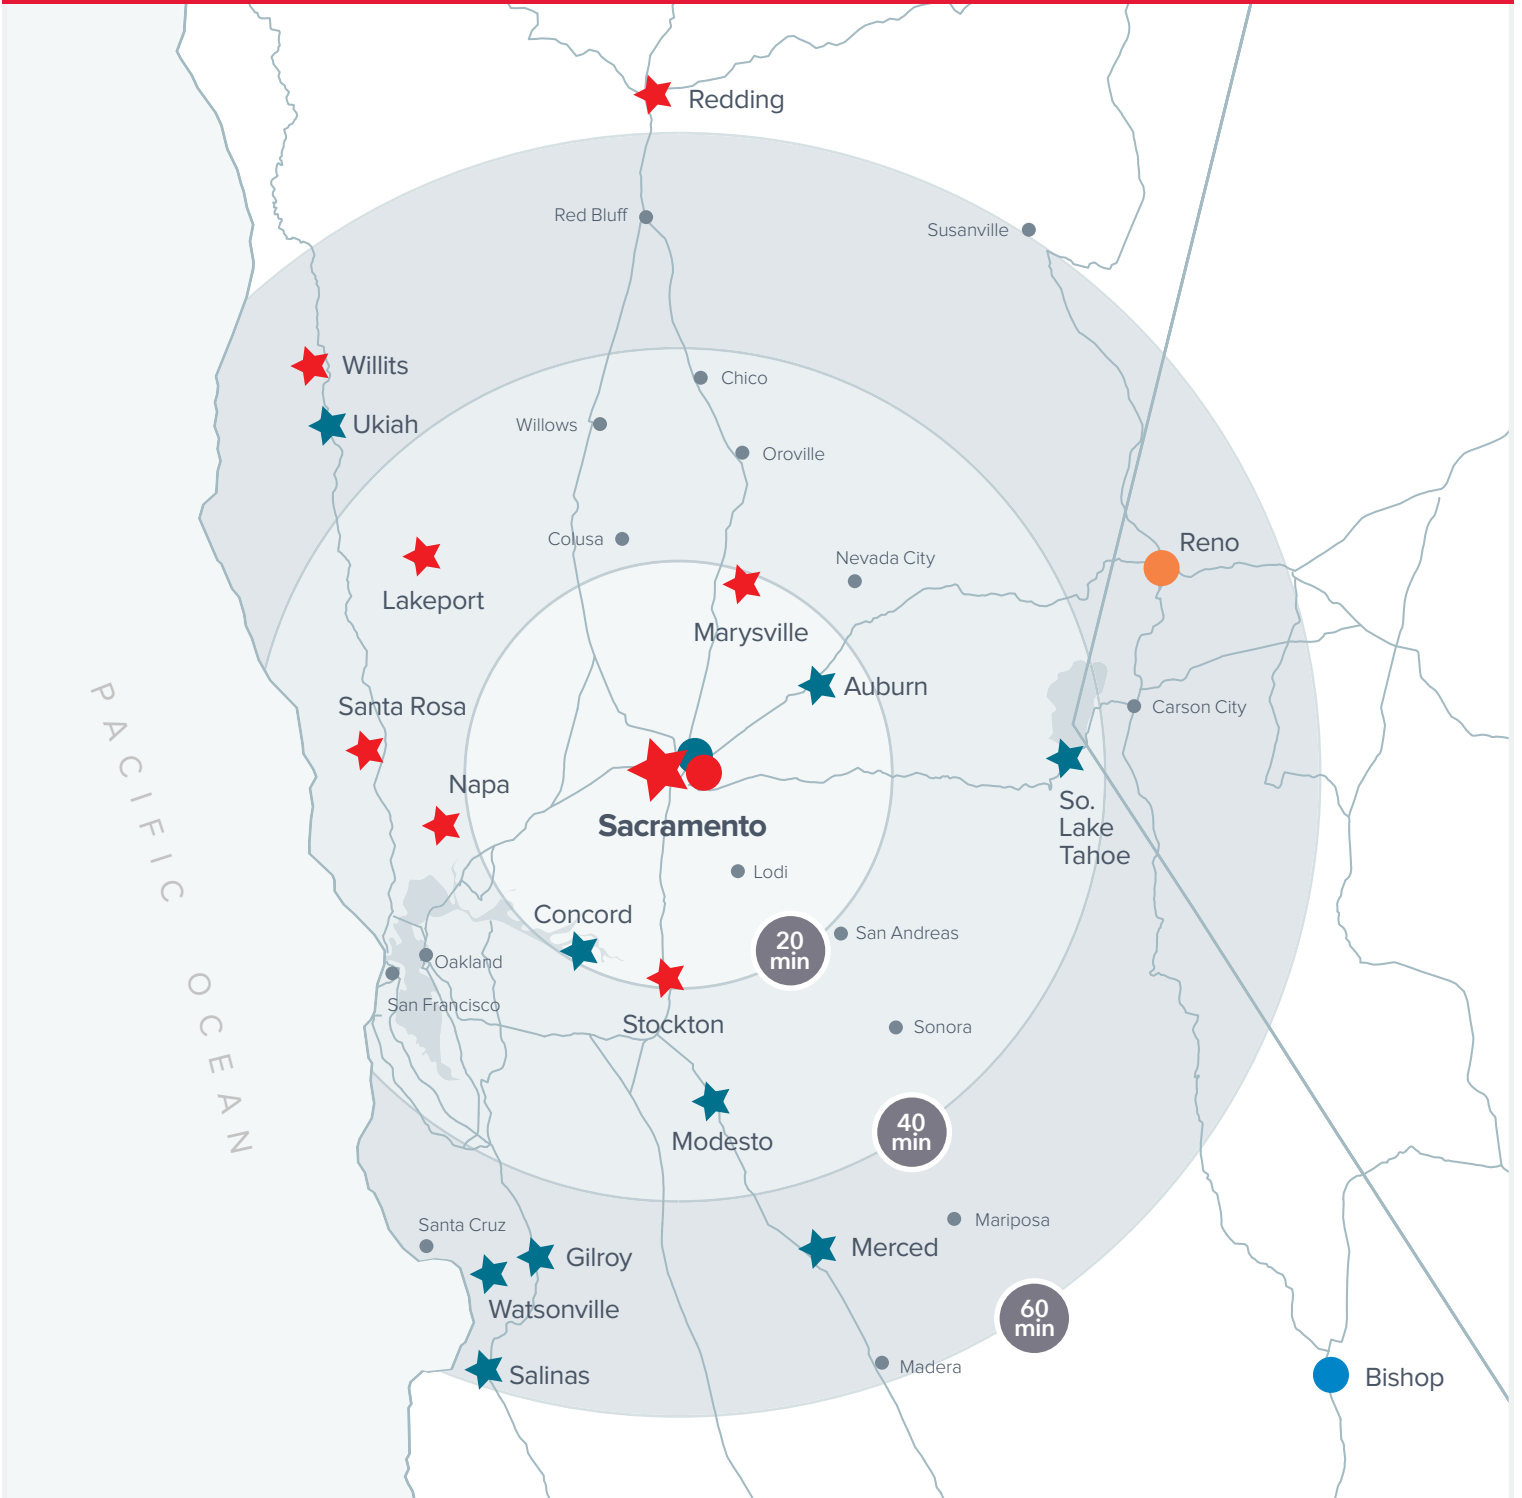 Redding
Red Bluff
Susanville
Willits
Chico
Ukiah
Willows
Oroville
Colusa
Reno
Nevada City
Lakeport
Marysville
Auburn
Santa Rosa
Carson City
PACIFIC OCEAN
Napa
So.
Lake
Tahoe
Sacramento
Lodi
Concord
20
min
San Andreas
Oakland
San Francisco
Stockton
Sonora
40
min
Modesto
Santa Cruz
Mariposa
Gilroy
Merced
Watsonville
60
min
Salinas
Madera
Bishop